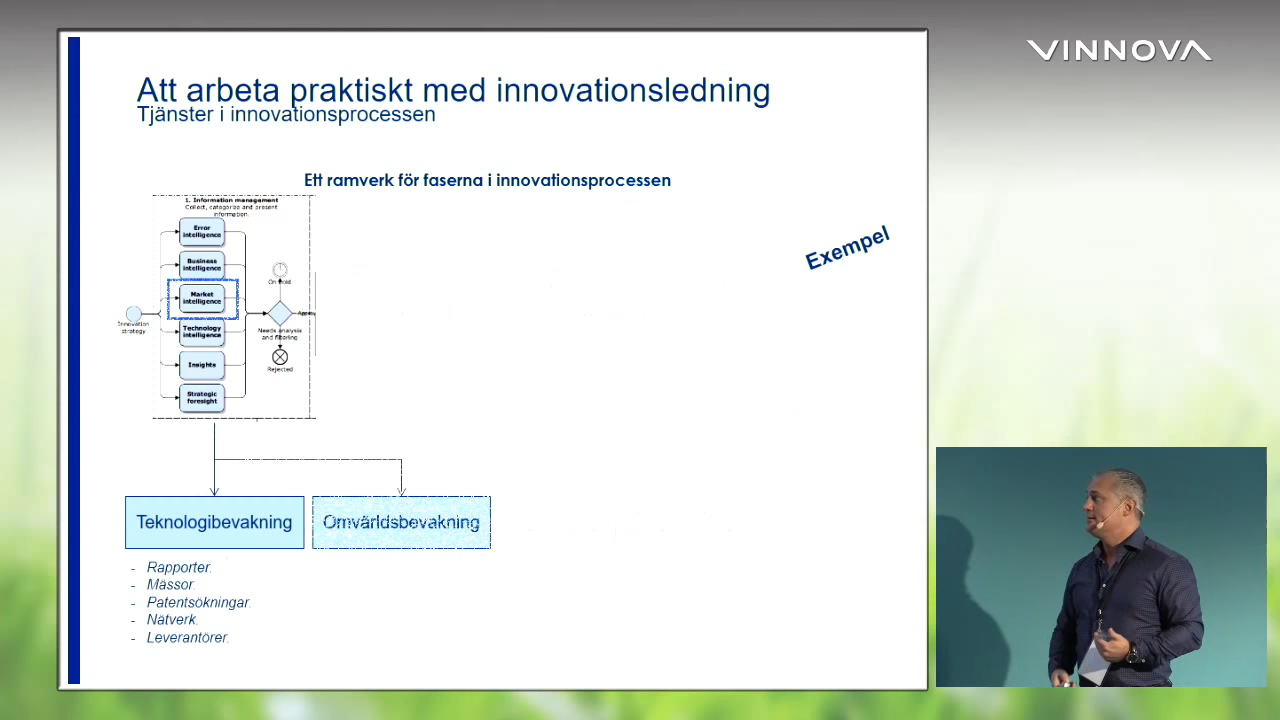 VINNOVA
Att arbeta praktiskt med innovationsledning
Tjänster i innovationsprocessen
Ett ramverk för faserna i innovationsprocessen
Exempel
1. Information management
Collect, categorize and present
information.
Error
intelligence
Business
intelligence
Market
intelligence
Technology
intelligence
Insights
Strategic
foresight
Innovation
strategy
On hold
Needs analysis
and filtering
Rejected
Teknologibevakning
Omvärldsbevakning
- Rapporter.
- Mässor.
- Patentsökningar.
- Nätverk.
- Leverantörer.